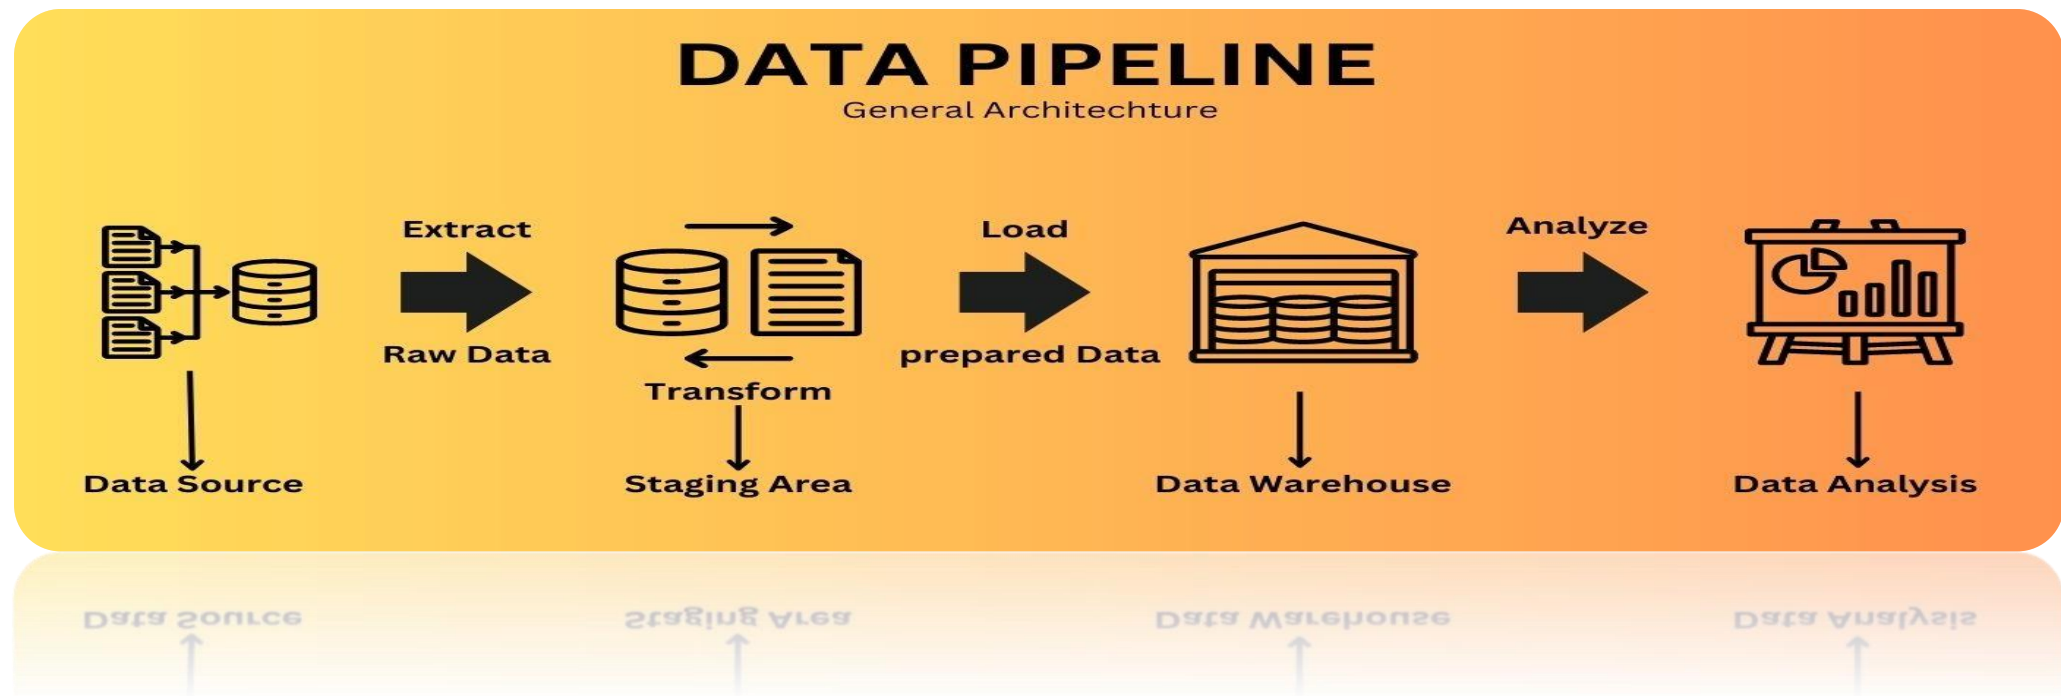 DATA PIPELINE
General Architechture
Extract
Raw Data
Transform
Load
prepared Data
Analyze
Data Source
Staging Area
Data Warehouse
Data Analysis